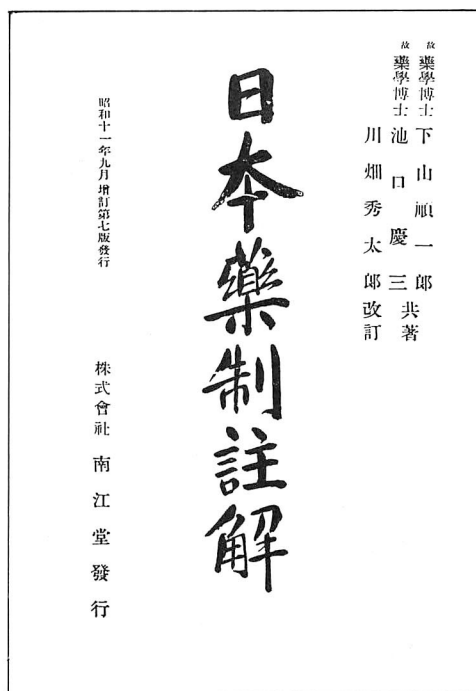 故 藥學博士 下山順一郎
故 藥學博士 池口慶三 共著
川畑秀太郎 改訂
日本藥制註解
昭和十一年九月增訂第七版發行
株式會社 南江堂發行